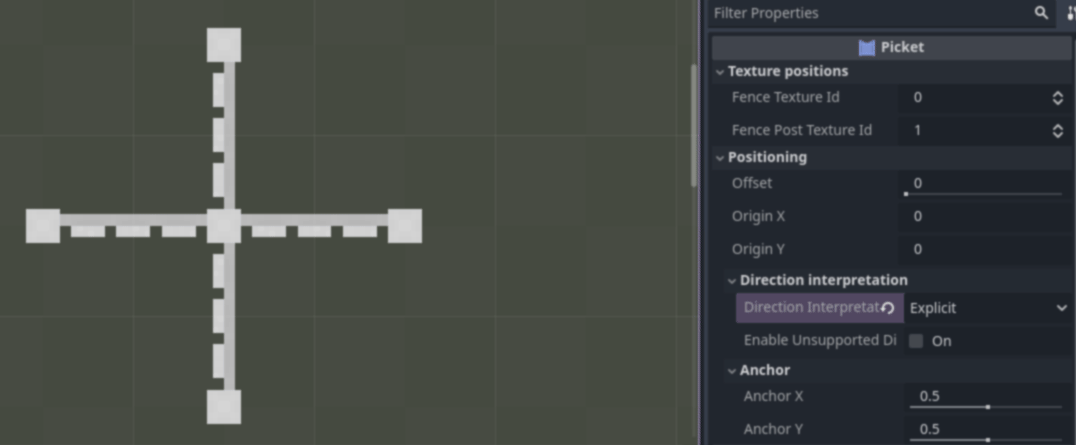 Filter Properties
Picket
Texture positions
Fence Texture Id 0
Fence Post Texture Id 1
Positioning
Offset 0
Origin X 0
Origin Y 0
Direction interpretation
Direction Interpretat Explicit
Enable Unsupported Di On
Anchor
Anchor X 0.5
Anchor Y 0.5